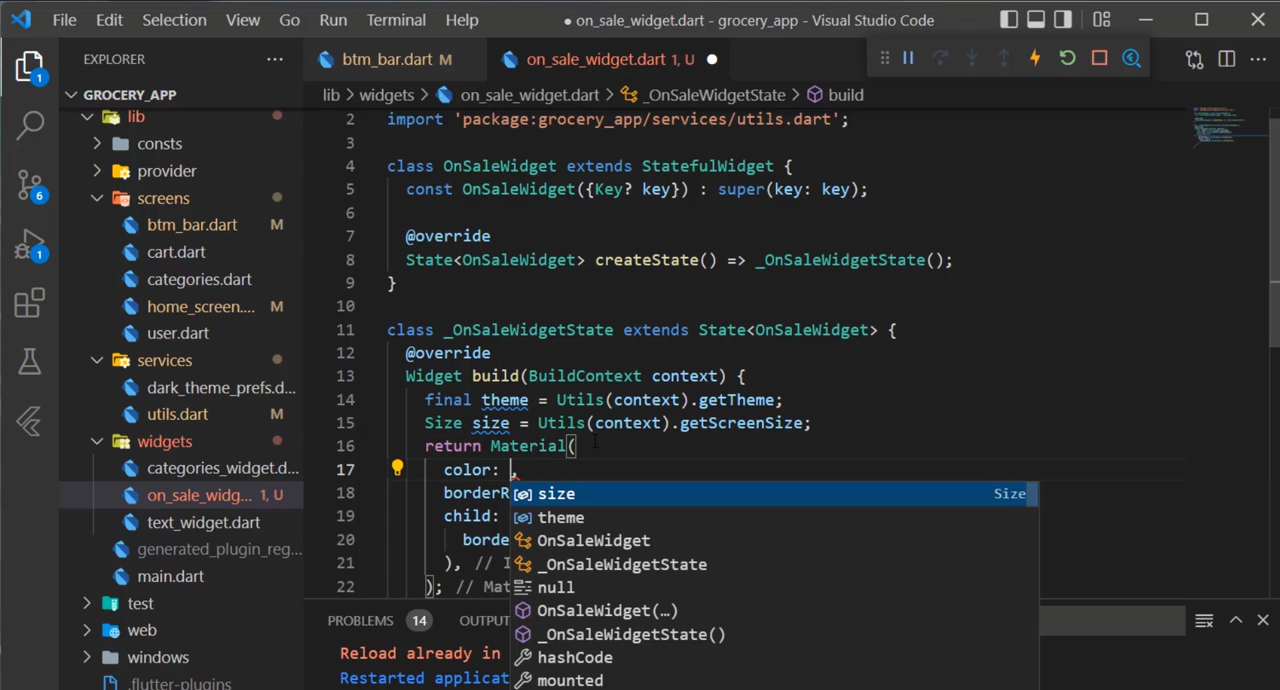 File Edit Selection View Go Run Terminal Help
● on_sale_widget.dart - grocery_app - Visual Studio Code
EXPLORER
btm_bar.dart M
on_sale_widget.dart 1, U
GROCERY_APP
lib > widgets > on_sale_widget.dart > _OnSaleWidgetState > build
lib
consts
provider
screens
btm_bar.dart M
cart.dart
categories.dart
home_screen.... M
user.dart
services
dark_theme_prefs.d...
utils.dart M
widgets
categories_widget.d...
on_sale_widg... 1, U
text_widget.dart
generated_plugin_reg...
main.dart
test
web
windows
.flutter-plugins
1
6
1
2 import 'package:grocery_app/services/utils.dart';
3
4 class OnSaleWidget extends StatefulWidget {
5 const OnSaleWidget({Key? key}) : super(key: key);
6
7 @override
8 State<OnSaleWidget> createState() => _OnSaleWidgetState();
9 }
10
11 class _OnSaleWidgetState extends State<OnSaleWidget> {
12 @override
13 Widget build(BuildContext context) {
14 final theme = Utils(context).getTheme;
15 Size size = Utils(context).getScreenSize;
16 return Material(
17 color: ,
18 borderR
19 child:
20 borde
21 ), // I
22 ); // Mat
size Size
theme
OnSaleWidget
_OnSaleWidgetState
null
OnSaleWidget(…)
_OnSaleWidgetState()
hashCode
mounted
PROBLEMS 14 OUTPU
Reload already in
Restarted applicat